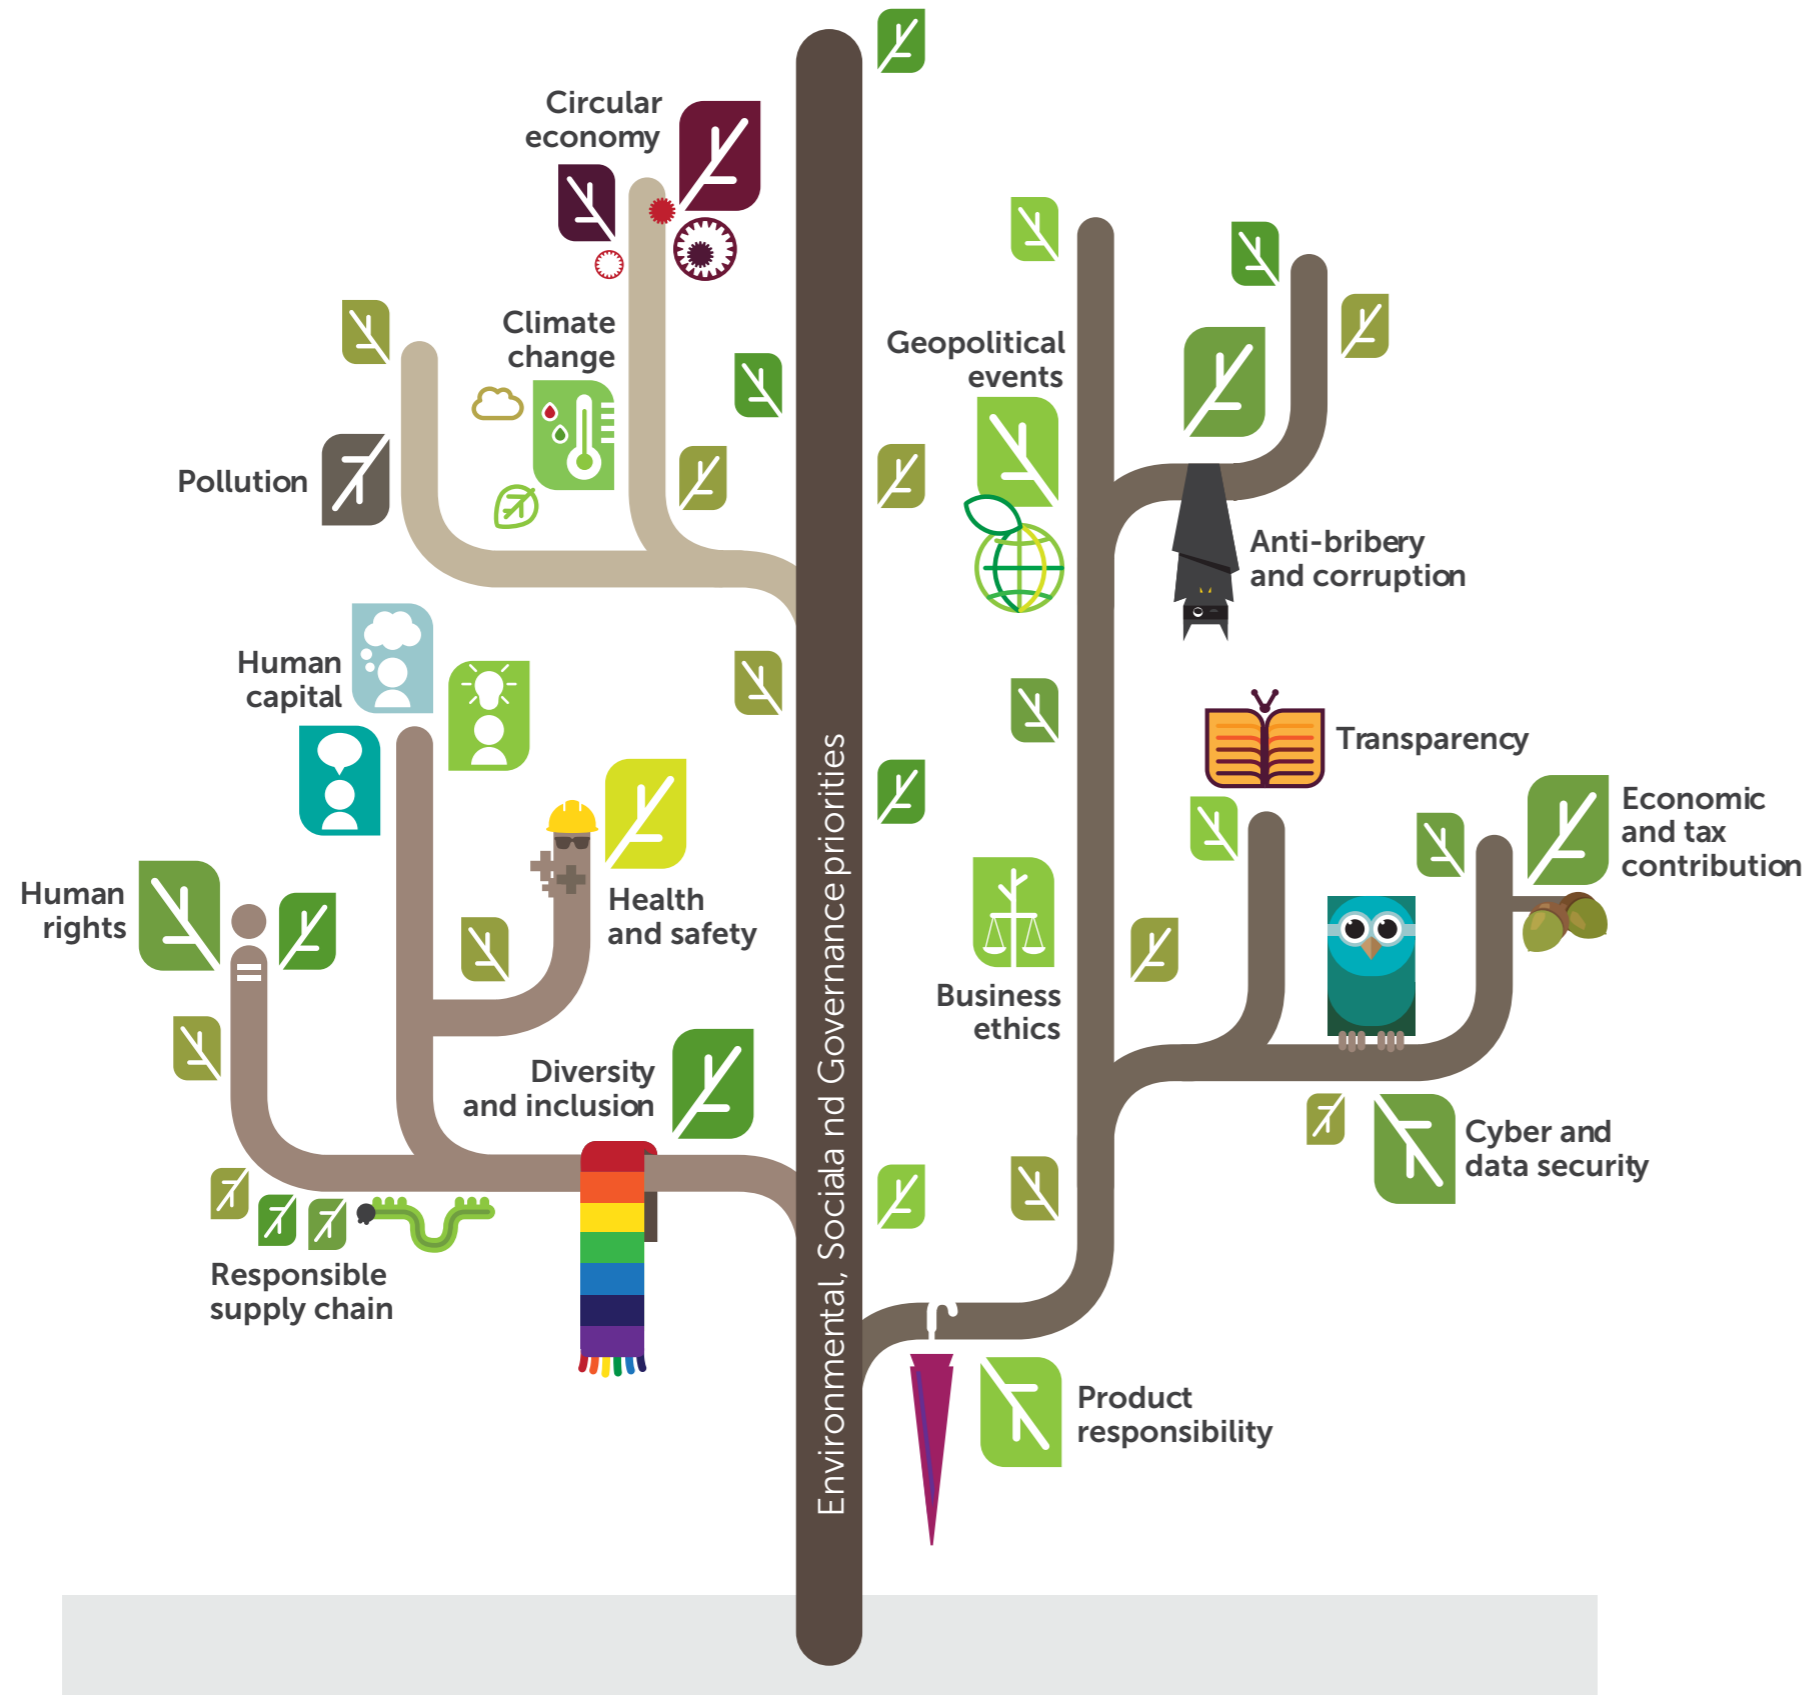 Circular
economy
Climate
change
Pollution
Human
capital
Health
and safety
Human
rights
Diversity
and inclusion
Responsible
supply chain
Environmental, Sociala nd Governance priorities
Geopolitical
events
Anti-bribery
and corruption
Transparency
Economic
and tax
contribution
Business
ethics
Cyber and
data security
Product
responsibility